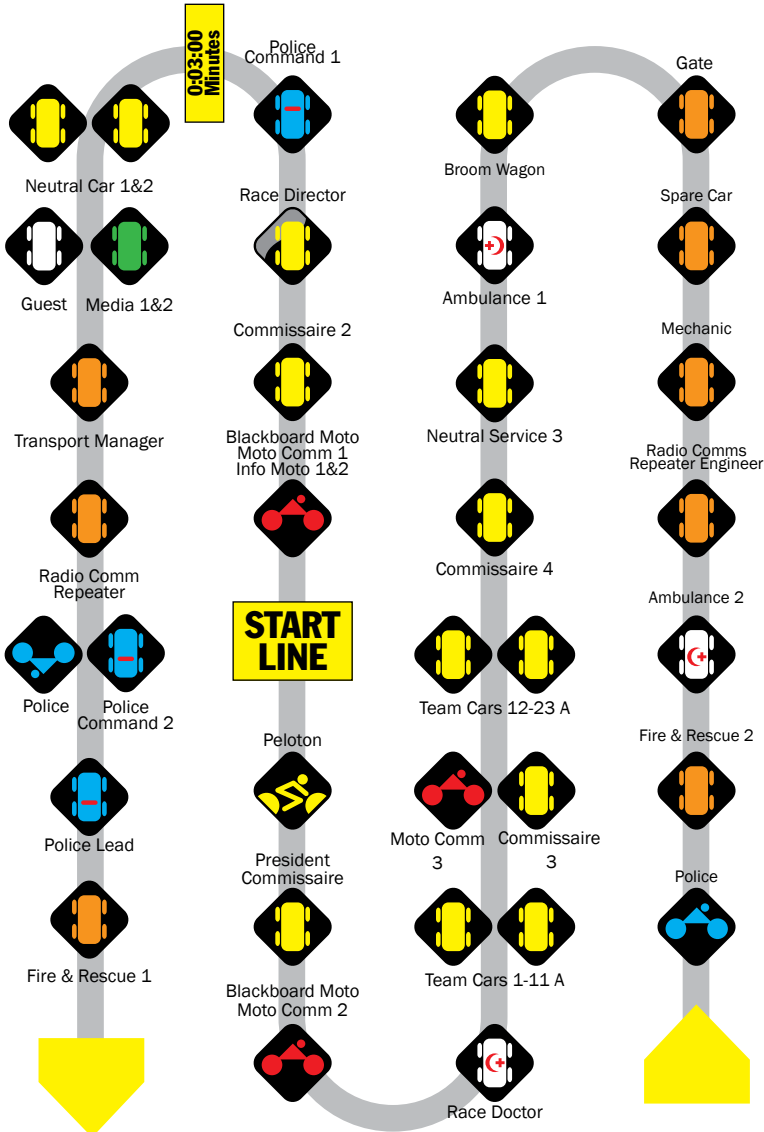 0:03:00
Minutes
Neutral Car 1&2
Guest
Media 1&2
Transport Manager
Radio Comm
Repeater
Police
Police
Command 2
Police Lead
Fire & Rescue 1
Police
Command 1
Race Director
Commissaire 2
Blackboard Moto
Moto Comm 1
Info Moto 1&2
START
LINE
Peloton
President
Commissaire
Blackboard Moto
Moto Comm 2
Broom Wagon
Ambulance 1
Neutral Service 3
Commissaire 4
Team Cars 12-23 A
Moto Comm
3
Commissaire
3
Team Cars 1-11 A
Race Doctor
Gate
Spare Car
Mechanic
Radio Comms
Repeater Engineer
Ambulance 2
Fire & Rescue 2
Police